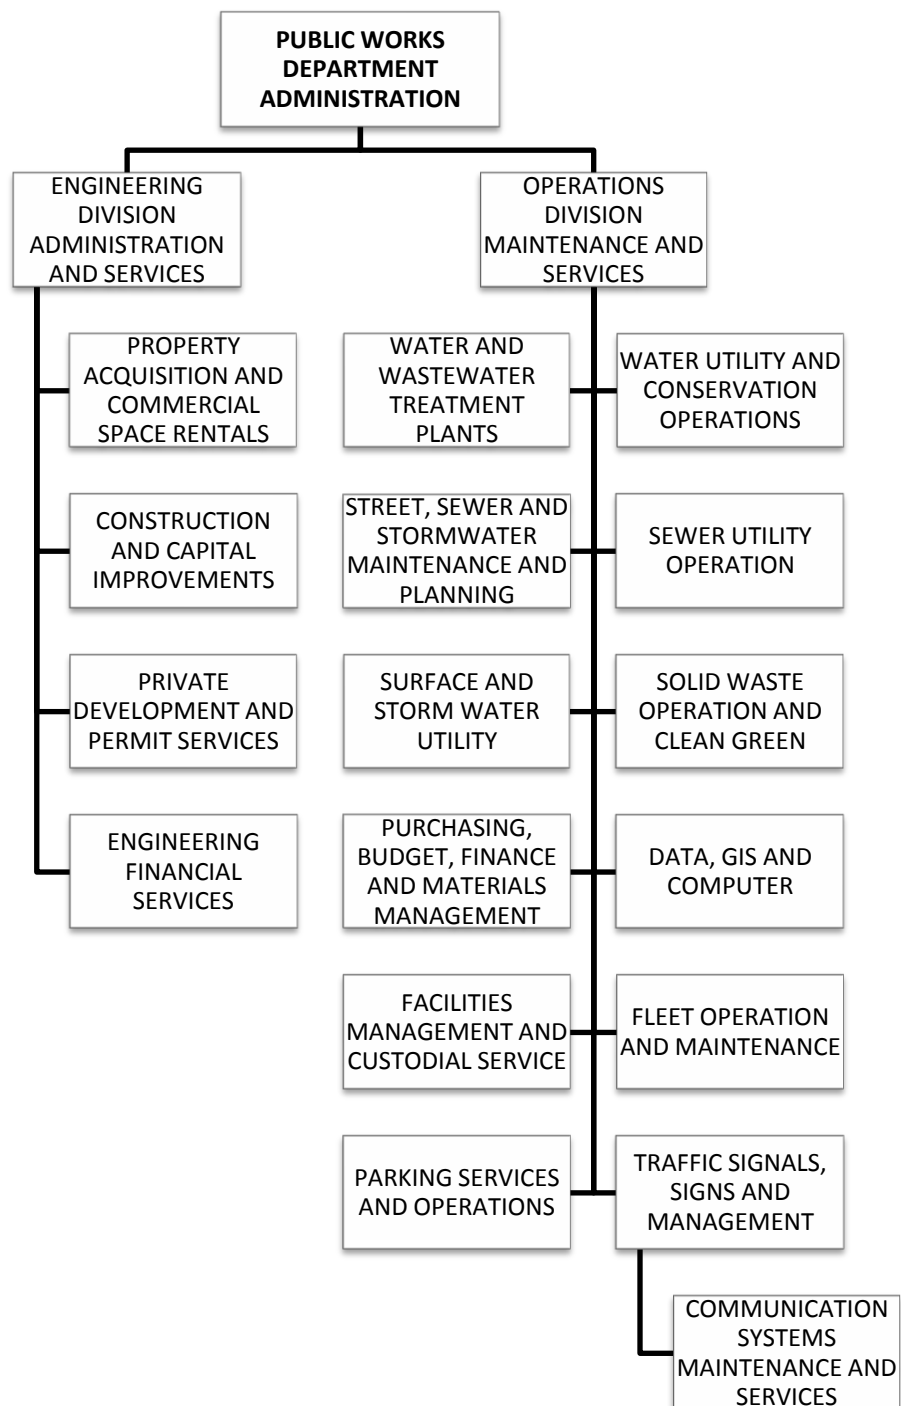 PUBLIC WORKS
DEPARTMENT
ADMINISTRATION
ENGINEERING
DIVISION
ADMINISTRATION
AND SERVICES
OPERATIONS
DIVISION
MAINTENANCE AND
SERVICES
PROPERTY
ACQUISITION AND
COMMERCIAL
SPACE RENTALS
WATER AND
WASTEWATER
TREATMENT
PLANTS
WATER UTILITY AND
CONSERVATION
OPERATIONS
CONSTRUCTION
AND CAPITAL
IMPROVEMENTS
STREET, SEWER AND
STORMWATER
MAINTENANCE AND
PLANNING
SEWER UTILITY
OPERATION
PRIVATE
DEVELOPMENT AND
PERMIT SERVICES
SURFACE AND
STORM WATER
UTILITY
SOLID WASTE
OPERATION AND
CLEAN GREEN
ENGINEERING
FINANCIAL
SERVICES
PURCHASING,
BUDGET, FINANCE
AND MATERIALS
MANAGEMENT
DATA, GIS AND
COMPUTER
FACILITIES
MANAGEMENT AND
CUSTODIAL SERVICE
FLEET OPERATION
AND MAINTENANCE
PARKING SERVICES
AND OPERATIONS
TRAFFIC SIGNALS,
SIGNS AND
MANAGEMENT
COMMUNICATION
SYSTEMS
MAINTENANCE AND
SERVICES